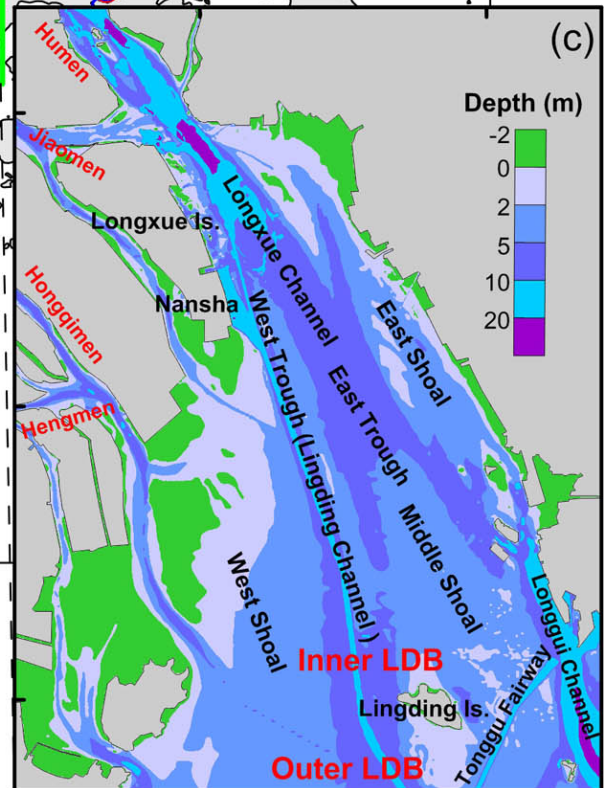 (c)
Humen
Depth (m)
-2
0
2
5
10
20
Jiaomen
Longxue Is.
Longxue Channel
Nansha
Hongqimen
West Trough (Lingding Channel )
East Shoal
East Trough
Hengmen
Middle Shoal
West Shoal
Longgui Channel
Inner LDB
Lingding Is.
Tonggu Fairway
Outer LDB